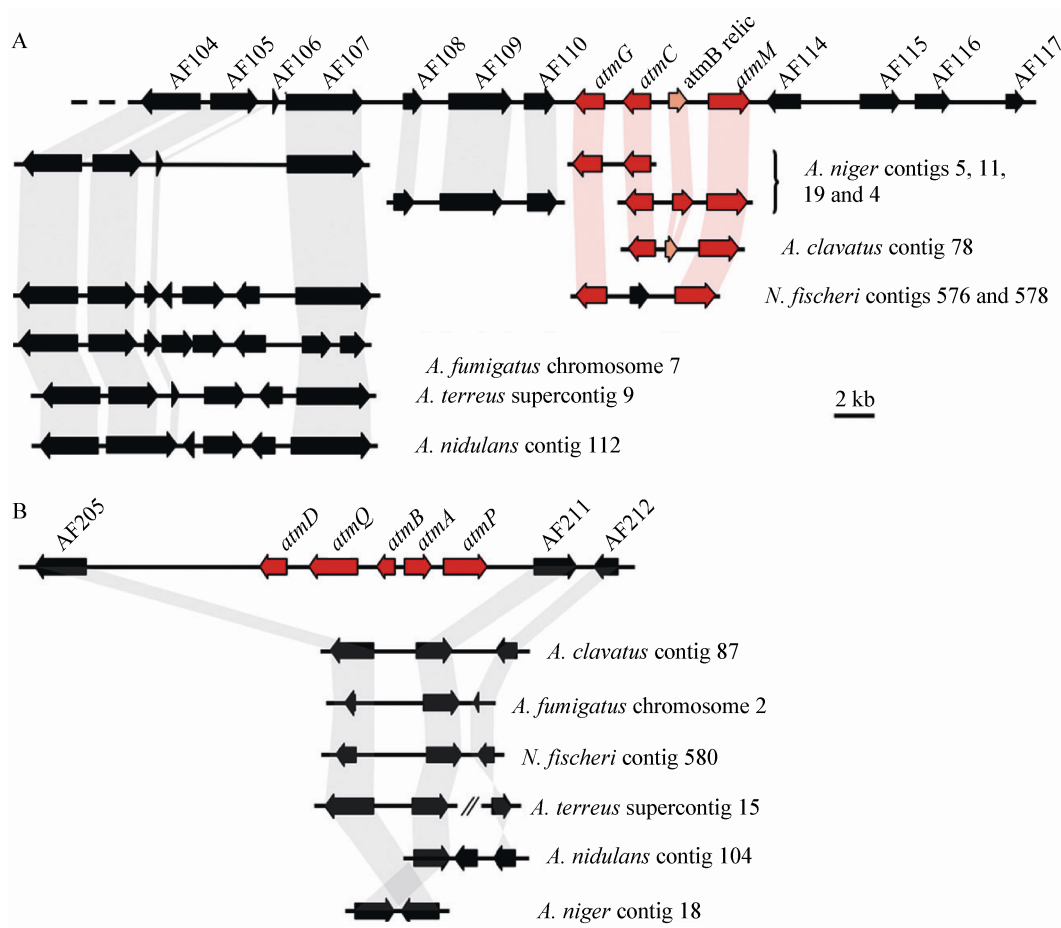 A
AF104 AF105 AF106 AF107 AF108 AF109 AF110 atmG atmC atmB relic atmM AF114 AF115 AF116 AF117
A. niger contigs 5, 11,
19 and 4
A. clavatus contig 78
N. fischeri contigs 576 and 578
A. fumigatus chromosome 7
A. terreus supercontig 9
2 kb
A. nidulans contig 112
B
AF205 atmD atmQ atmB atmA atmP AF211 AF212
A. clavatus contig 87
A. fumigatus chromosome 2
N. fischeri contig 580
A. terreus supercontig 15
A. nidulans contig 104
A. niger contig 18